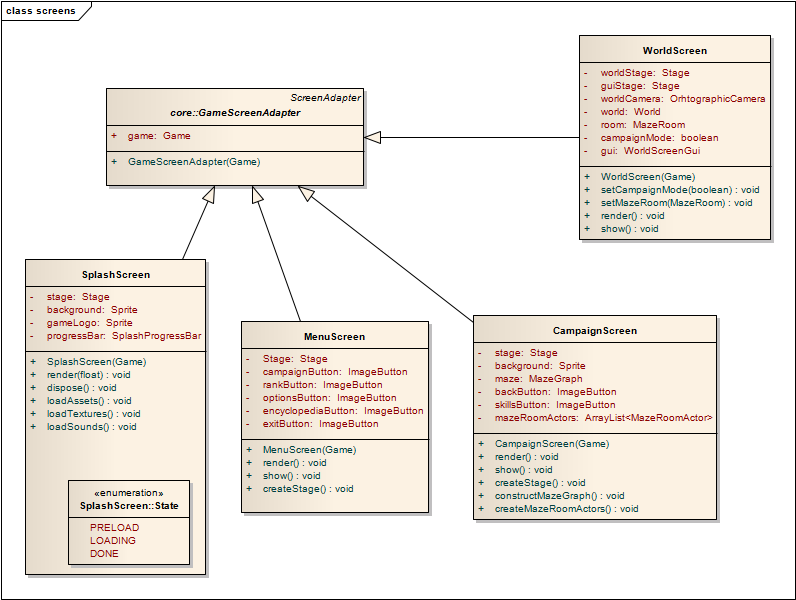 class screens
ScreenAdapter
core::GameScreenAdapter
+ game: Game
+ GameScreenAdapter(Game)
WorldScreen
- worldStage: Stage
- guiStage: Stage
- worldCamera: OrhtographicCamera
- world: World
- room: MazeRoom
- campaignMode: boolean
- gui: WorldScreenGui
+ WorldScreen(Game)
+ setCampaignMode(boolean) : void
+ setMazeRoom(MazeRoom) : void
+ render() : void
+ show() : void
SplashScreen
- stage: Stage
- background: Sprite
- gameLogo: Sprite
- progressBar: SplashProgressBar
+ SplashScreen(Game)
+ render(float) : void
+ dispose() : void
+ loadAssets() : void
+ loadTextures() : void
+ loadSounds() : void
«enumeration»
SplashScreen::State
PRELOAD
LOADING
DONE
MenuScreen
- Stage: Stage
- campaignButton: ImageButton
- rankButton: ImageButton
- optionsButton: ImageButton
- encyclopediaButton: ImageButton
- exitButton: ImageButton
+ MenuScreen(Game)
+ render() : void
+ show() : void
+ createStage() : void
CampaignScreen
- stage: Stage
- background: Sprite
- maze: MazeGraph
- backButton: ImageButton
- skillsButton: ImageButton
- mazeRoomActors: ArrayList<MazeRoomActor>
+ CampaignScreen(Game)
+ render() : void
+ show() : void
+ createStage() : void
+ constructMazeGraph() : void
+ createMazeRoomActors() : void